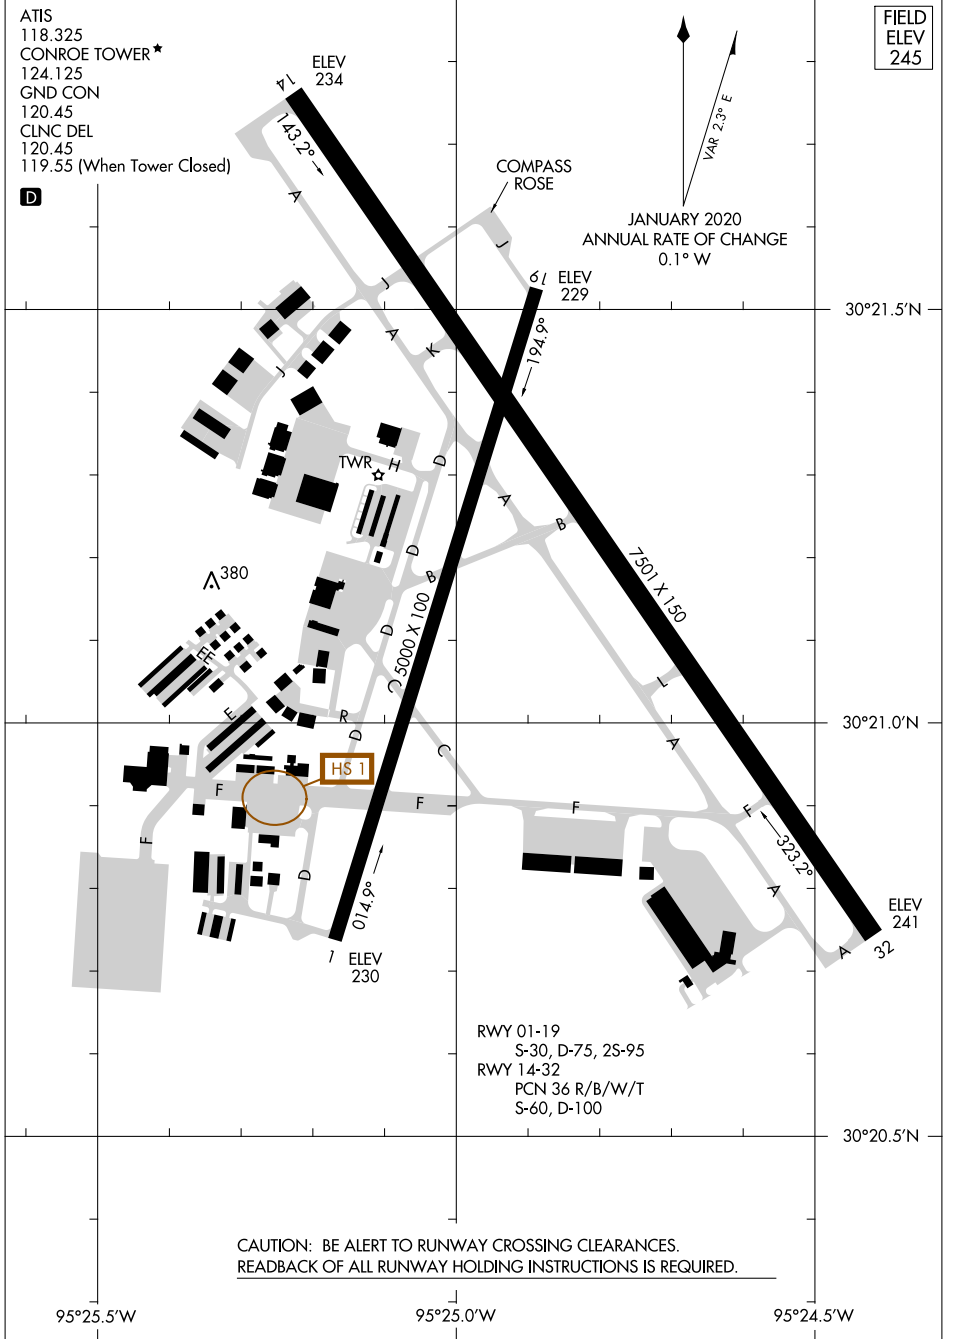 ATIS
118.325
CONROE TOWER★
124.125
GND CON
120.45
CLNC DEL
120.45
119.55 (When Tower Closed)
D
FIELD
ELEV
245
VAR 2.3° E
JANUARY 2020
ANNUAL RATE OF CHANGE
0.1° W
14
ELEV
234
143.2°
A
COMPASS
ROSE
J
J
19
ELEV
229
194.9°
30°21.5'N
A
K
J
TWR
H
D
A
B
D
B
7501 X 150
380
5000 X 100
D
C
EE
E
R
D
C
L
A
30°21.0'N
HS 1
F
F
F
F
F
323.2°
A
D
014.9°
1
ELEV
230
ELEV
241
A
32
RWY 01-19
S-30, D-75, 2S-95
RWY 14-32
PCN 36 R/B/W/T
S-60, D-100
30°20.5'N
CAUTION: BE ALERT TO RUNWAY CROSSING CLEARANCES.
READBACK OF ALL RUNWAY HOLDING INSTRUCTIONS IS REQUIRED.
95°25.5'W
95°25.0'W
95°24.5'W